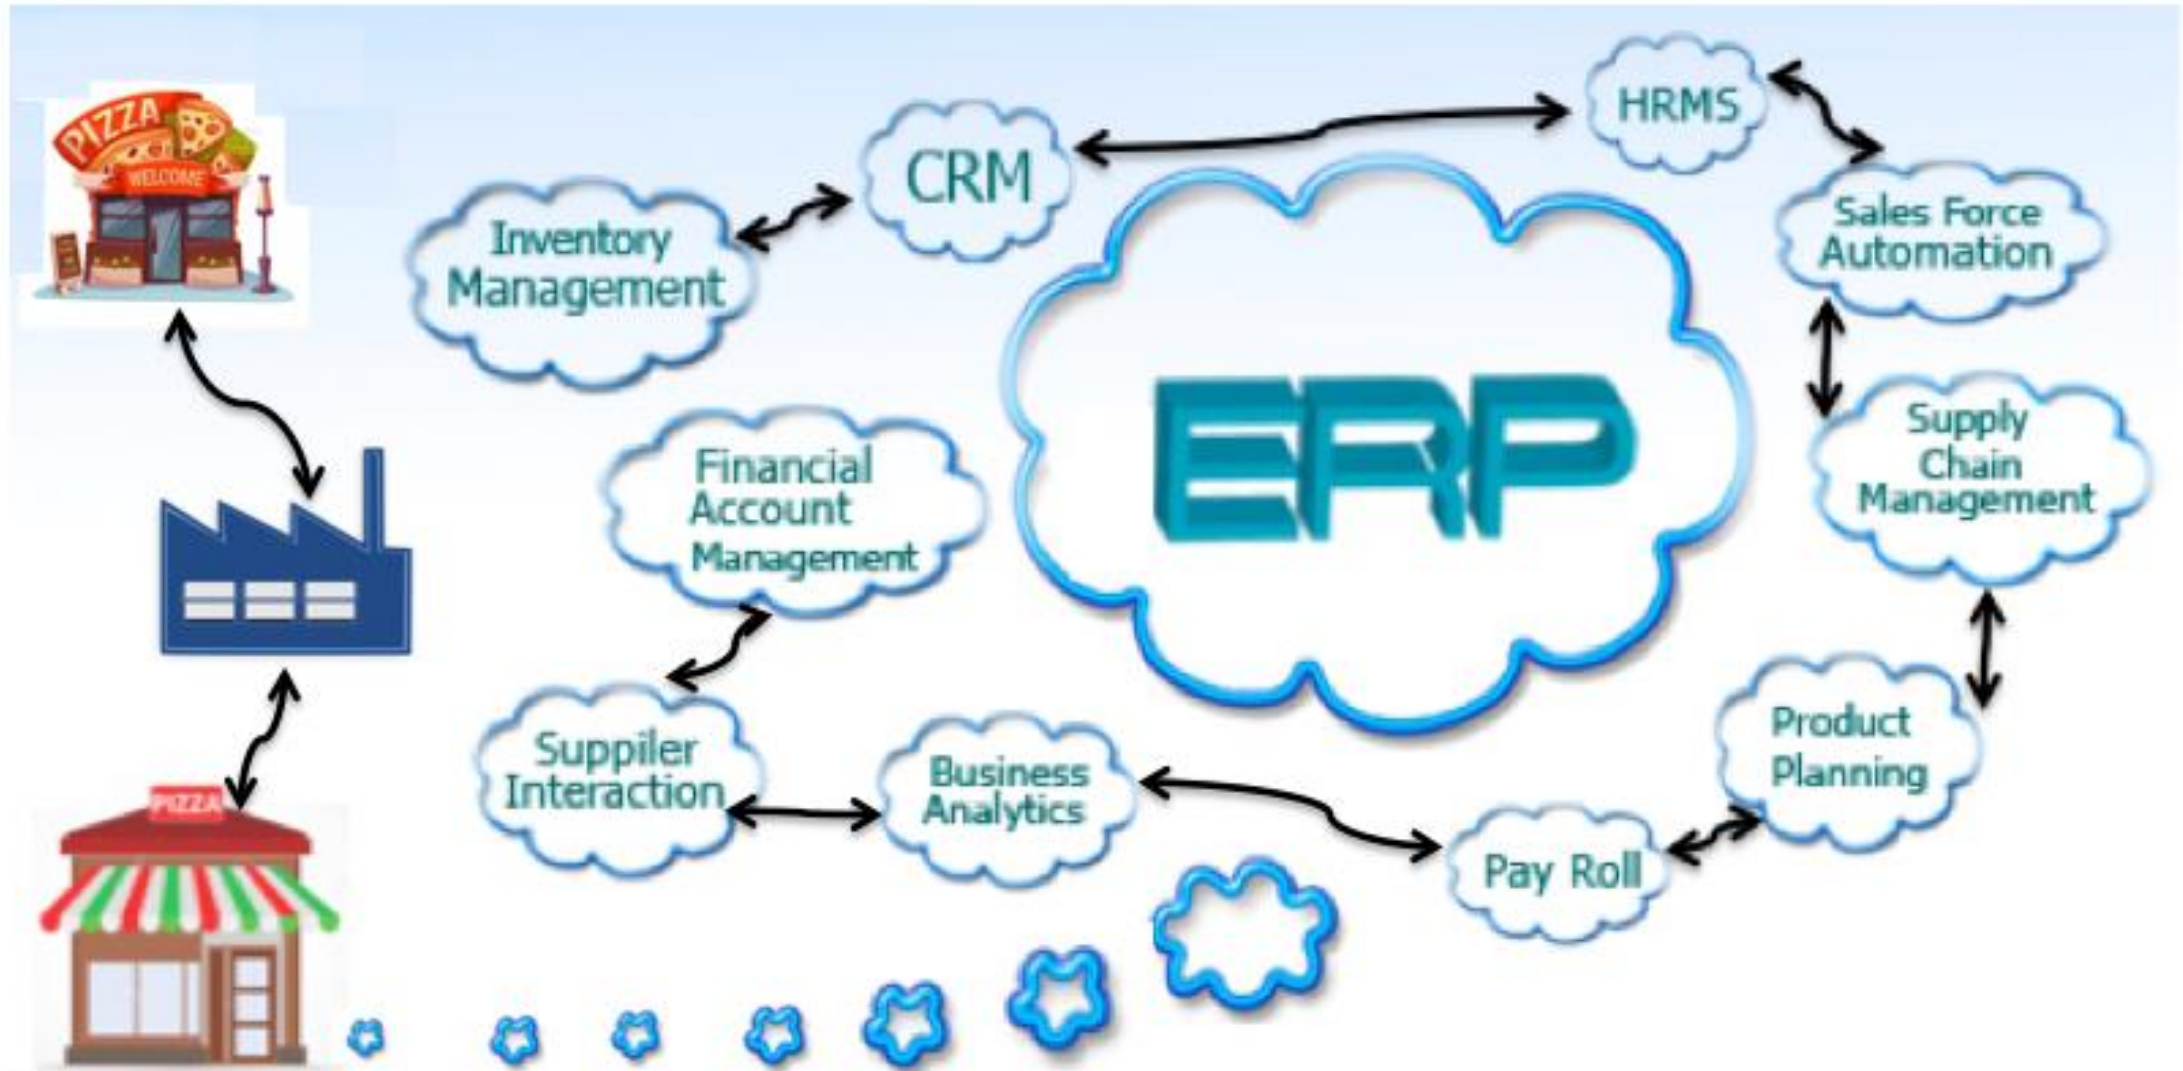 PIZZA
WELCOME
Inventory
Management
CRM
HRMS
Sales Force
Automation
ERP
Supply
Chain
Management
Financial
Account
Management
Product
Planning
Suppiler
Interaction
Business
Analytics
Pay Roll
PIZZA